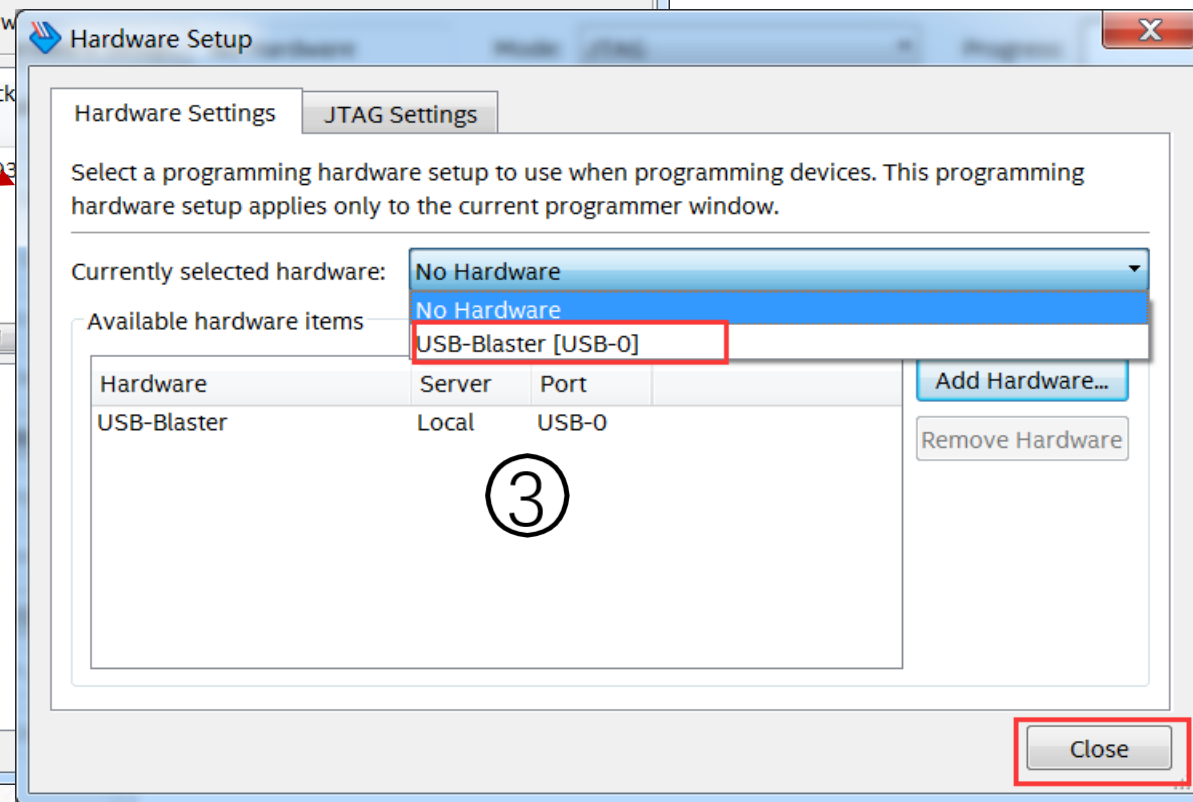 Hardware Setup
Hardware Settings
JTAG Settings
Select a programming hardware setup to use when programming devices. This programming
hardware setup applies only to the current programmer window.
Currently selected hardware:
No Hardware
No Hardware
USB-Blaster [USB-0]
Available hardware items
Hardware Server Port
USB-Blaster Local USB-0
Add Hardware...
Remove Hardware
③
Close